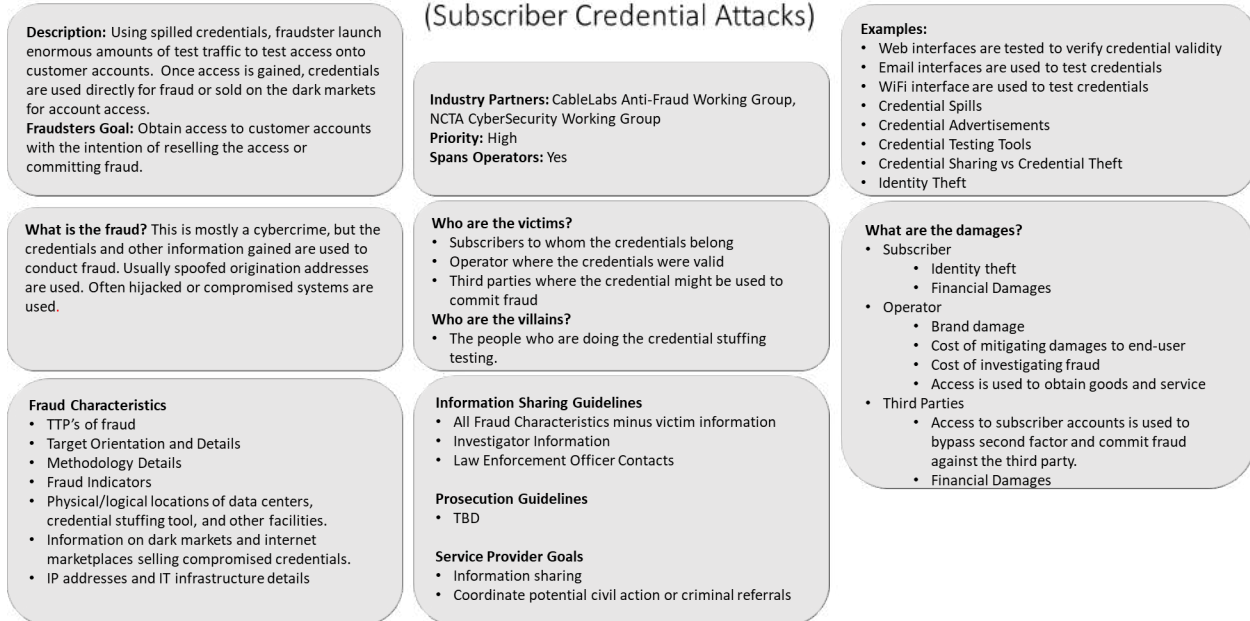 (Subscriber Credential Attacks)
Description: Using spilled credentials, fraudster launch
enormous amounts of test traffic to test access onto
customer accounts. Once access is gained, credentials
are used directly for fraud or sold on the dark markets
for account access.
Fraudsters Goal: Obtain access to customer accounts
with the intention of reselling the access or
committing fraud.
What is the fraud? This is mostly a cybercrime, but the
credentials and other information gained are used to
conduct fraud. Usually spoofed origination addresses
are used. Often hijacked or compromised systems are
used.
Fraud Characteristics
• TTP's of fraud
• Target Orientation and Details
• Methodology Details
• Fraud Indicators
• Physical/logical locations of data centers,
credential stuffing tool, and other facilities.
• Information on dark markets and internet
marketplaces selling compromised credentials.
• IP addresses and IT infrastructure details
Industry Partners: CableLabs Anti-Fraud Working Group,
NCTA CyberSecurity Working Group
Priority: High
Spans Operators: Yes
Who are the victims?
• Subscribers to whom the credentials belong
• Operator where the credentials were valid
• Third parties where the credential might be used to
commit fraud
Who are the villains?
• The people who are doing the credential stuffing
testing.
Information Sharing Guidelines
• All Fraud Characteristics minus victim information
• Investigator Information
• Law Enforcement Officer Contacts
Prosecution Guidelines
• TBD
Service Provider Goals
• Information sharing
• Coordinate potential civil action or criminal referrals
Examples:
• Web interfaces are tested to verify credential validity
• Email interfaces are used to test credentials
• WiFi interface are used to test credentials
• Credential Spills
• Credential Advertisements
• Credential Testing Tools
• Credential Sharing vs Credential Theft
• Identity Theft
What are the damages?
• Subscriber
• Identity theft
• Financial Damages
• Operator
• Brand damage
• Cost of mitigating damages to end-user
• Cost of investigating fraud
• Access is used to obtain goods and service
• Third Parties
• Access to subscriber accounts is used to
bypass second factor and commit fraud
against the third party.
• Financial Damages